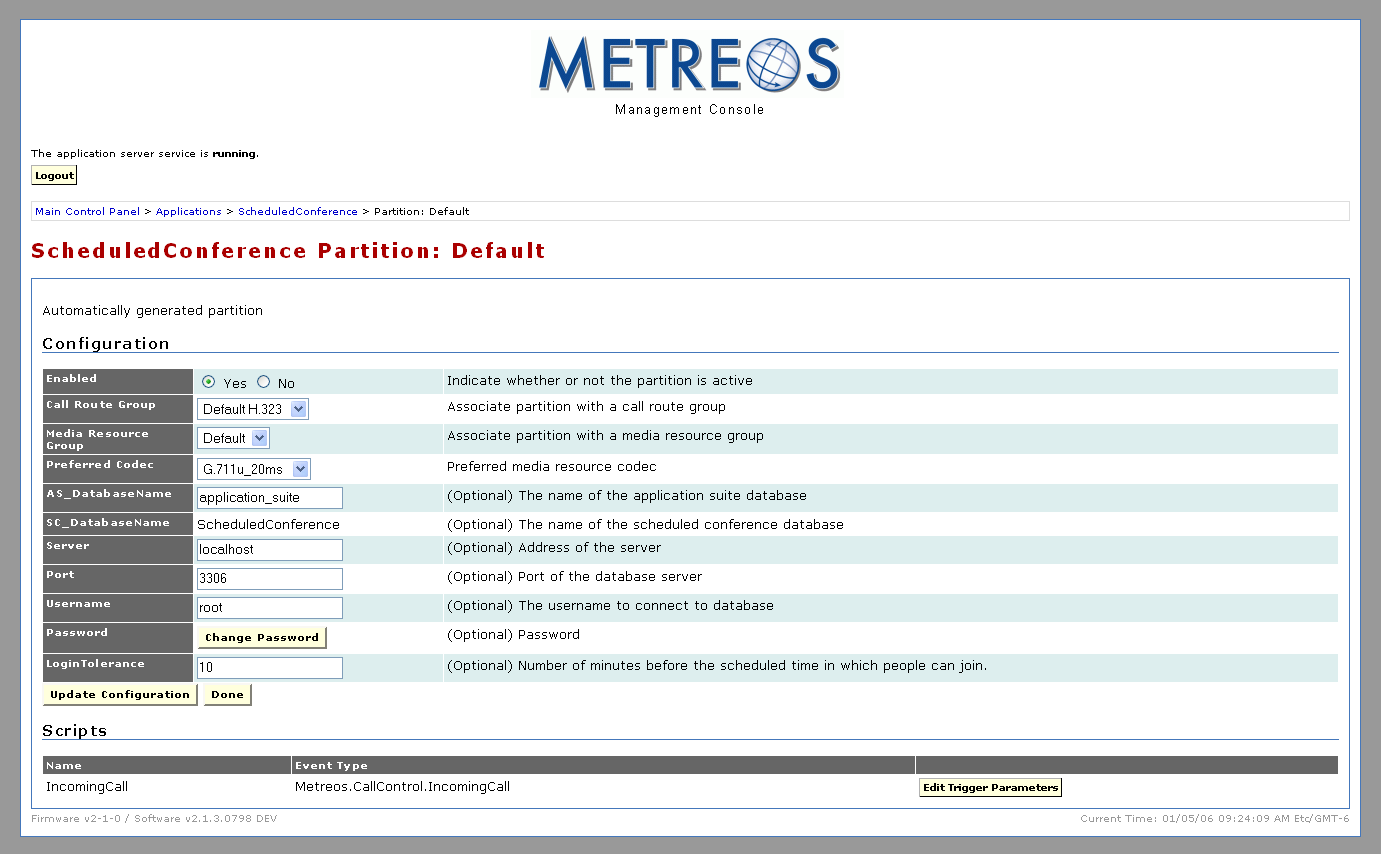 METREOS
Management Console
The application server service is running.
Logout
Main Control Panel > Applications > ScheduledConference > Partition: Default
ScheduledConference Partition: Default
Automatically generated partition
Configuration
Enabled Yes No Indicate whether or not the partition is active
Call Route Group Default H.323 Associate partition with a call route group
Media Resource Group Default Associate partition with a media resource group
Preferred Codec G.711u_20ms Preferred media resource codec
AS_DatabaseName application_suite (Optional) The name of the application suite database
SC_DatabaseName ScheduledConference (Optional) The name of the scheduled conference database
Server localhost (Optional) Address of the server
Port 3306 (Optional) Port of the database server
Username root (Optional) The username to connect to database
Password Change Password (Optional) Password
LoginTolerance 10 (Optional) Number of minutes before the scheduled time in which people can join.
Update Configuration Done
Scripts
Name Event Type
IncomingCall Metreos.CallControl.IncomingCall Edit Trigger Parameters
Firmware v2-1-0 / Software v2.1.3.0798 DEV Current Time: 01/05/06 09:24:09 AM Etc/GMT-6